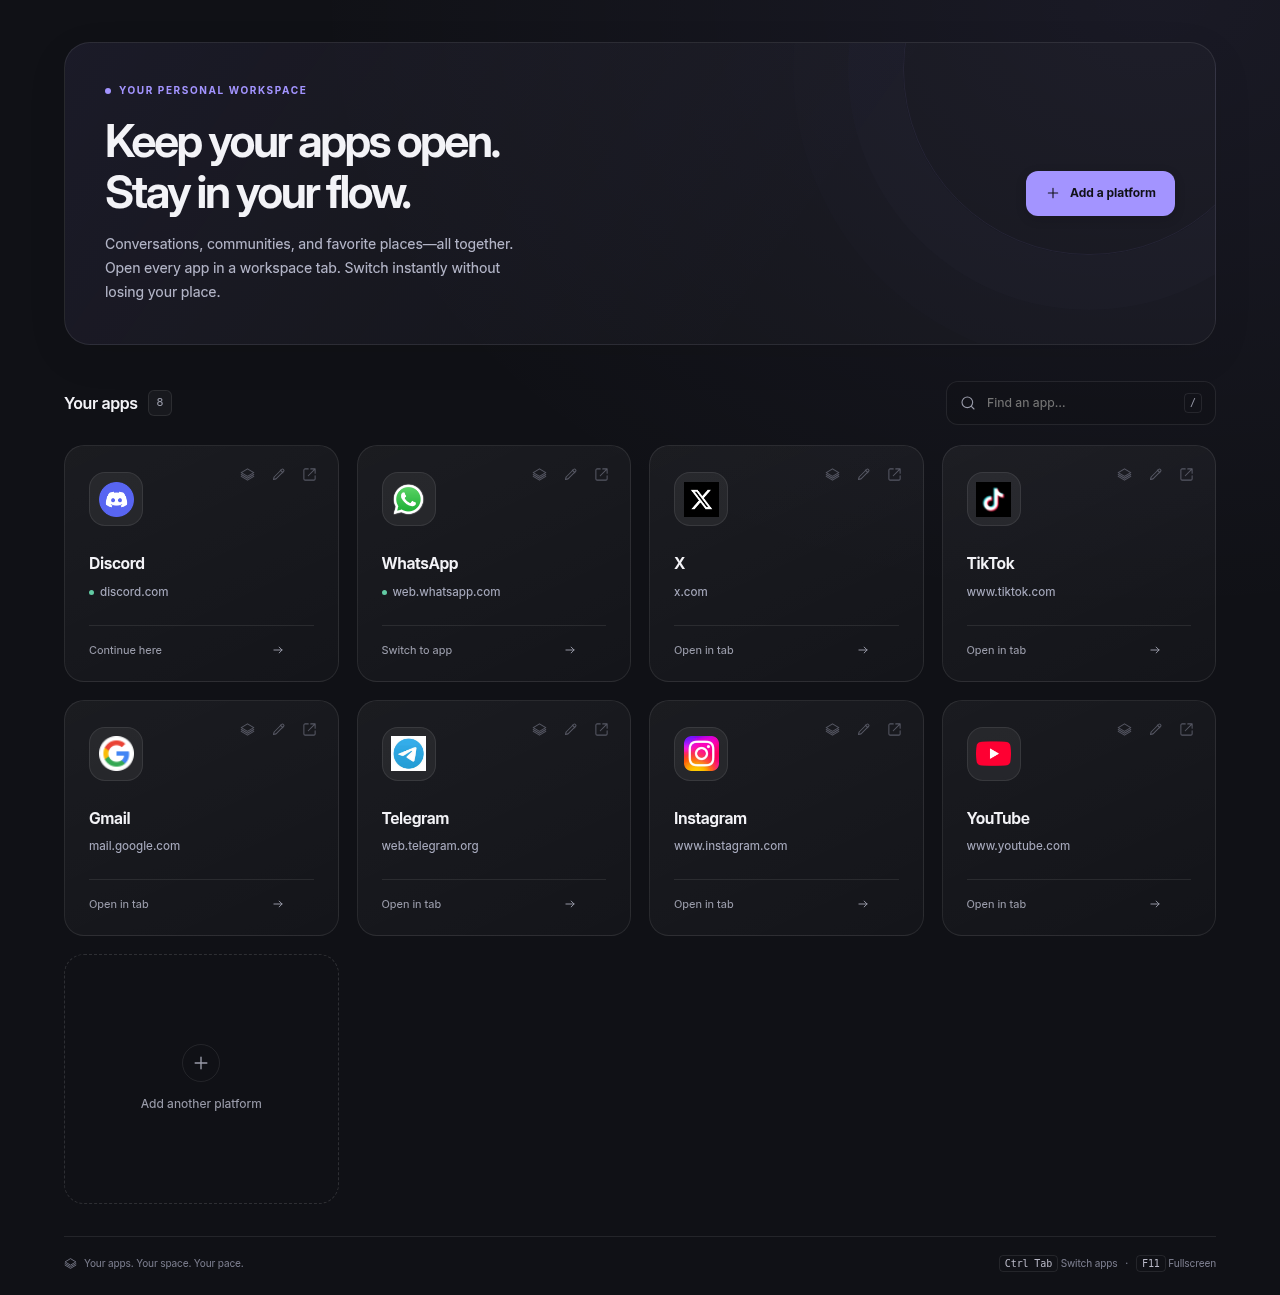 YOUR PERSONAL WORKSPACE
Keep your apps open.
Stay in your flow.
Conversations, communities, and favorite places—all together.
Open every app in a workspace tab. Switch instantly without
losing your place.
Add a platform
Your apps 8
Find an app... /
Discord
discord.com
Continue here
WhatsApp
web.whatsapp.com
Switch to app
X
x.com
Open in tab
TikTok
www.tiktok.com
Open in tab
Gmail
mail.google.com
Open in tab
Telegram
web.telegram.org
Open in tab
Instagram
www.instagram.com
Open in tab
YouTube
www.youtube.com
Open in tab
Add another platform
Your apps. Your space. Your pace.
Ctrl Tab Switch apps · F11 Fullscreen